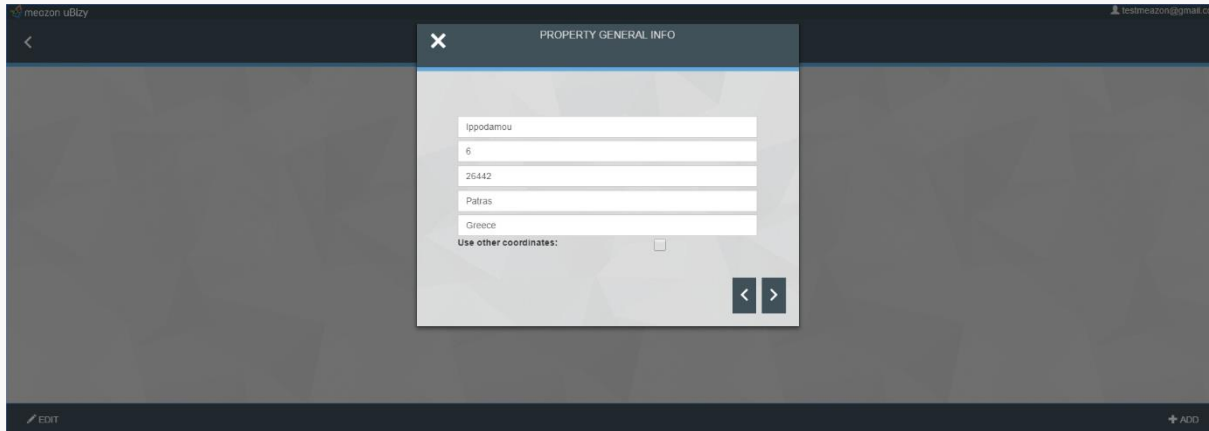 meazon uBizy
testmeazon@gmail.c
PROPERTY GENERAL INFO
Ippodamou
6
26442
Patras
Greece
Use other coordinates:
EDIT
ADD